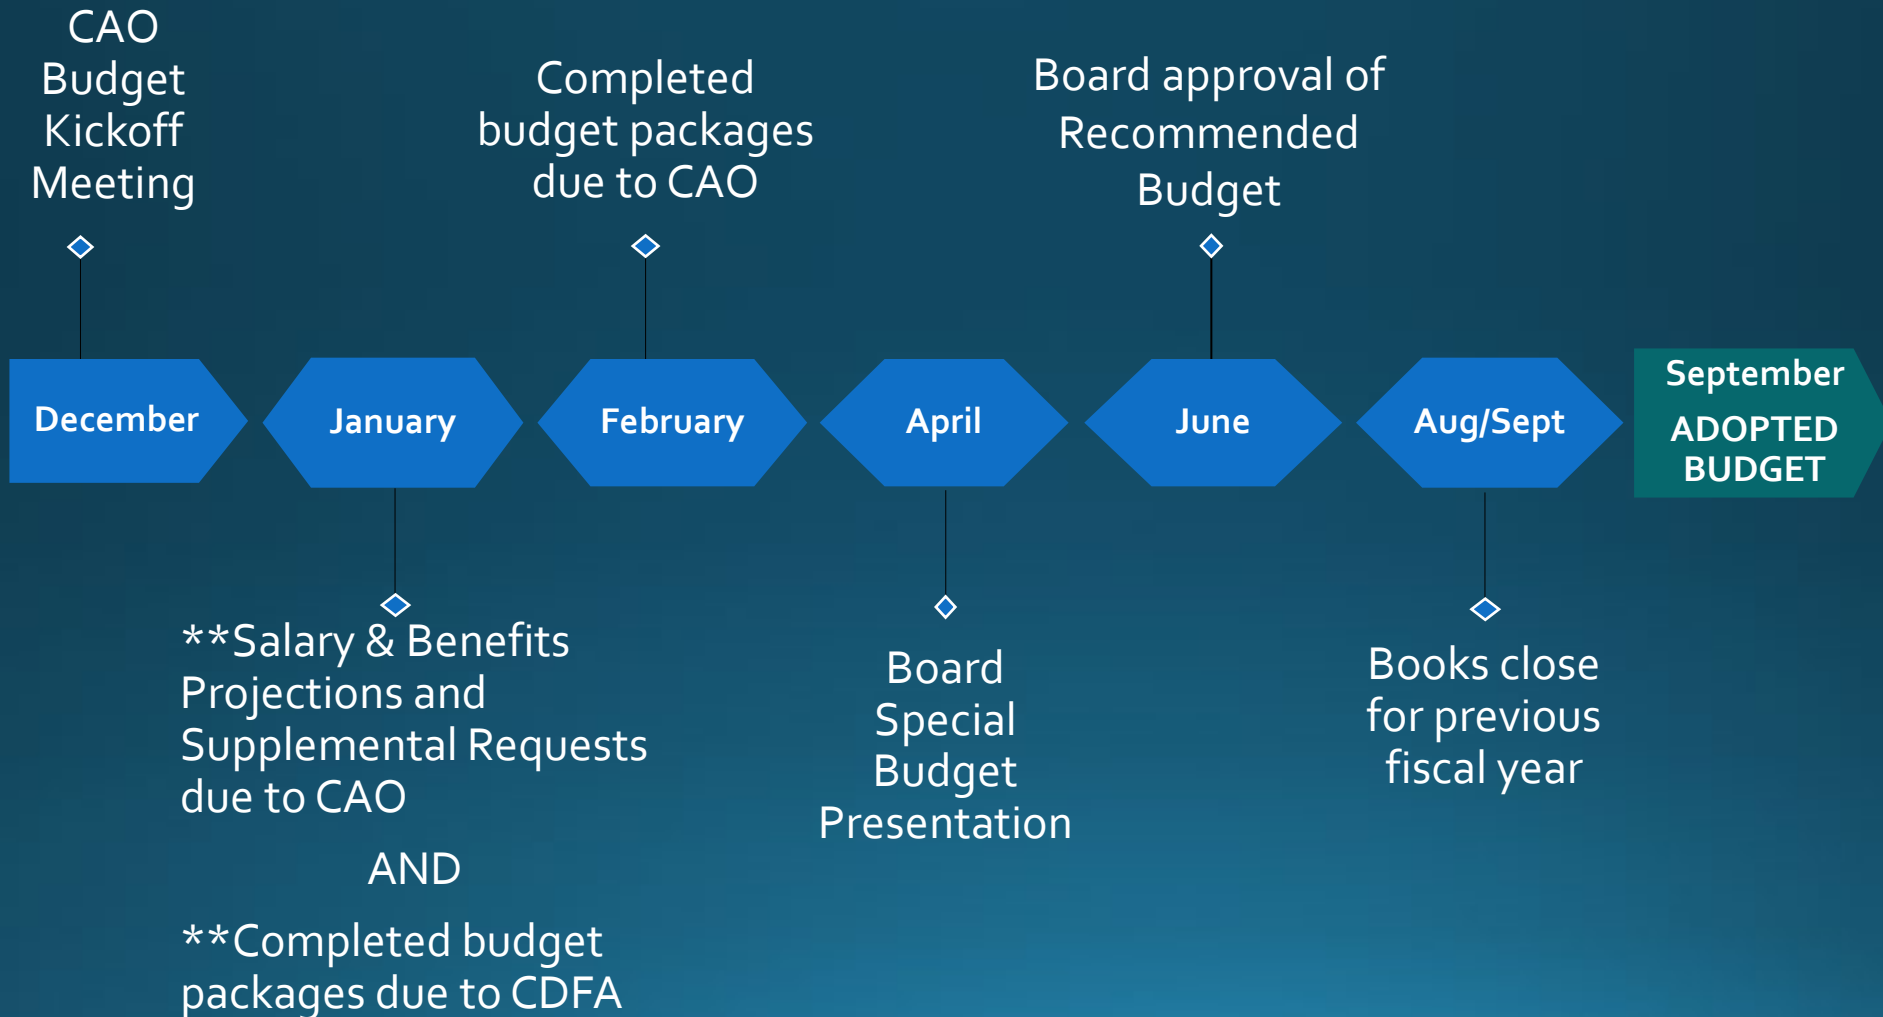 CAO
Budget
Kickoff
Meeting
Completed
budget packages
due to CAO
Board approval of
Recommended
Budget
December
January
February
April
June
Aug/Sept
September
ADOPTED
BUDGET
**Salary & Benefits
Projections and
Supplemental Requests
due to CAO
AND
**Completed budget
packages due to CDFA
Board
Special
Budget
Presentation
Books close
for previous
fiscal year